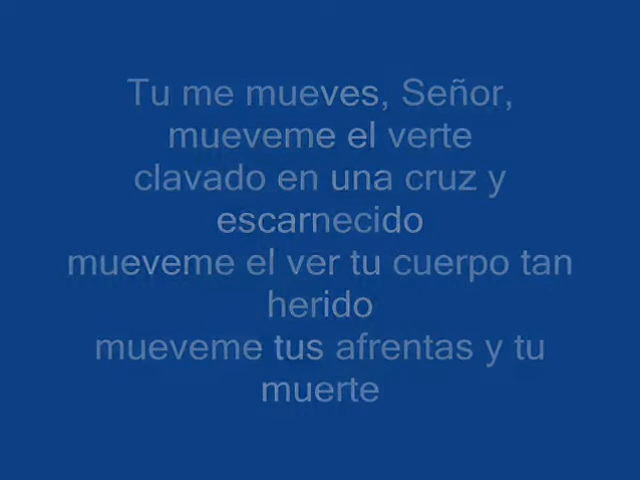 Tu me mueves, Señor,
mueveme el verte
clavado en una cruz y
escarnecido
mueveme el ver tu cuerpo tan
herido
mueveme tus afrentas y tu
muerte